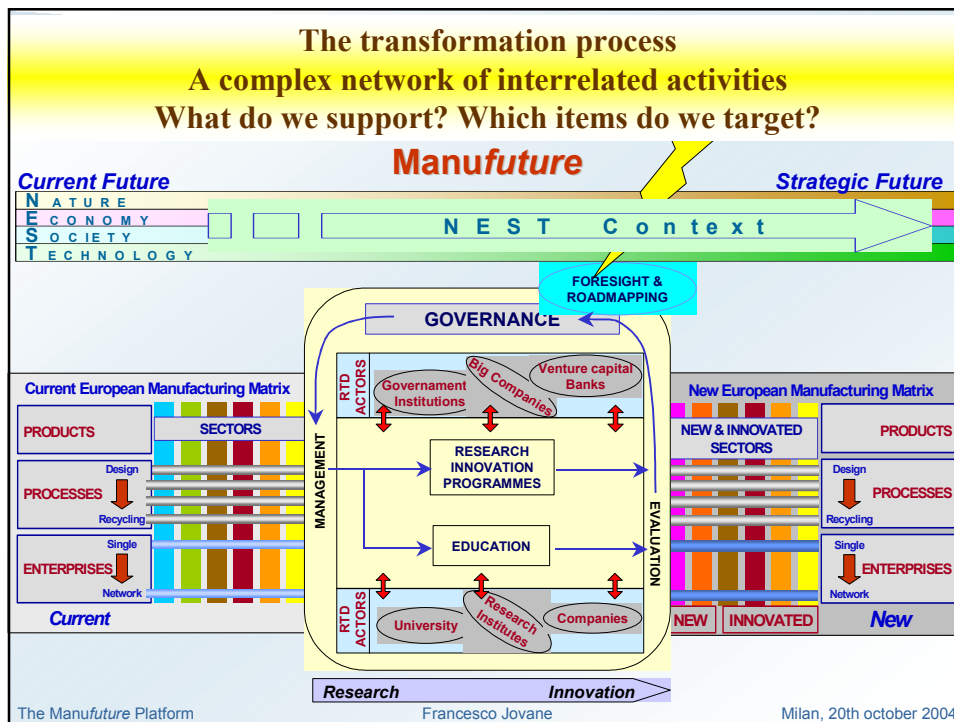 The transformation process
A complex network of interrelated activities
What do we support? Which items do we target?
Manufuture
Current Future
Strategic Future
NATURE
ECONOMY
SOCIETY
TECHNOLOGY
NEST Context
FORESIGHT &
ROADMAPPING
GOVERNANCE
RTD
ACTORS
Governament
Institutions
Big Companies
Venture capital
Banks
Current European Manufacturing Matrix
PRODUCTS
SECTORS
Design
PROCESSES
Recycling
Single
ENTERPRISES
Network
Current
MANAGEMENT
RESEARCH
INNOVATION
PROGRAMMES
EDUCATION
EVALUATION
RTD
ACTORS
University
Research
Institutes
Companies
New European Manufacturing Matrix
NEW & INNOVATED
SECTORS
PRODUCTS
Design
PROCESSES
Recycling
Single
ENTERPRISES
Network
NEW
INNOVATED
New
Research
Innovation
The Manufuture Platform
Francesco Jovane
Milan, 20th october 2004